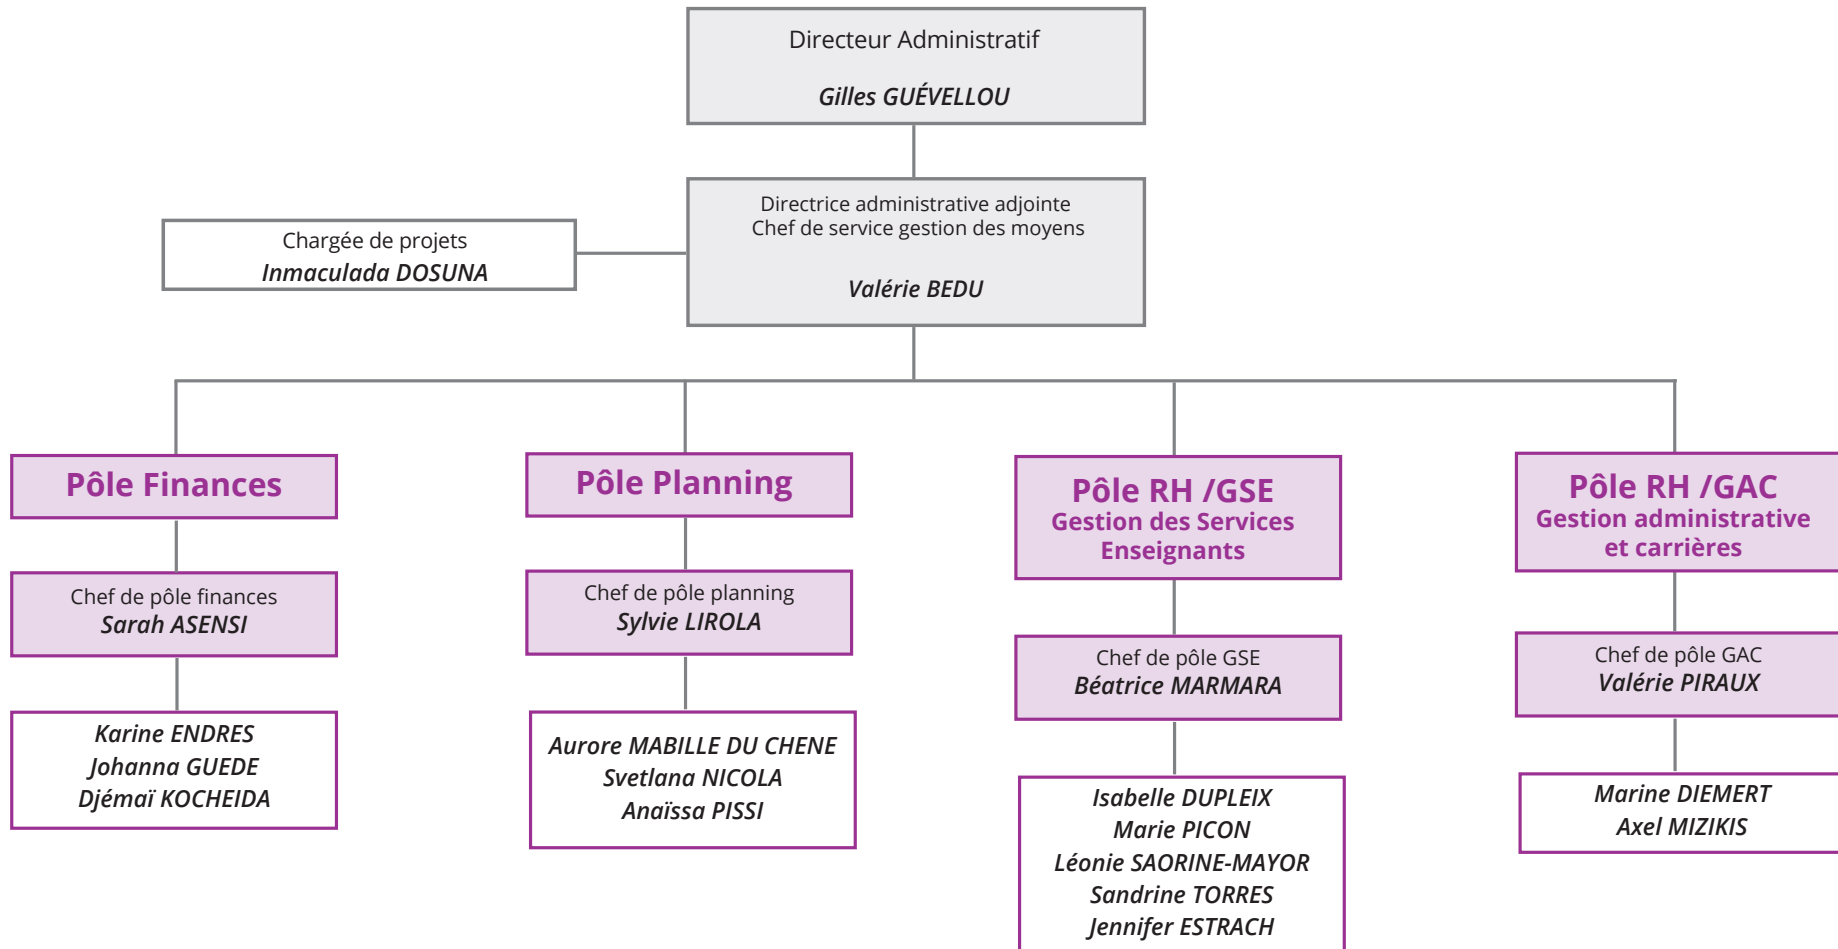 Directeur Administratif
Gilles GUÉVELLOU
Directrice administrative adjointe
Chef de service gestion des moyens
Valérie BEDU
Chargée de projets
Inmaculada DOSUNA
Pôle Finances
Chef de pôle finances
Sarah ASENSI
Karine ENDRES
Johanna GUEDE
Djémaï KOCHEIDA
Pôle Planning
Chef de pôle planning
Sylvie LIROLA
Aurore MABILLE DU CHENE
Svetlana NICOLA
Anaïssa PISSI
Pôle RH /GSE
Gestion des Services
Enseignants
Chef de pôle GSE
Béatrice MARMARA
Isabelle DUPLEIX
Marie PICON
Léonie SAORINE-MAYOR
Sandrine TORRES
Jennifer ESTRACH
Pôle RH /GAC
Gestion administrative
et carrières
Chef de pôle GAC
Valérie PIRAUX
Marine DIEMERT
Axel MIZIKIS